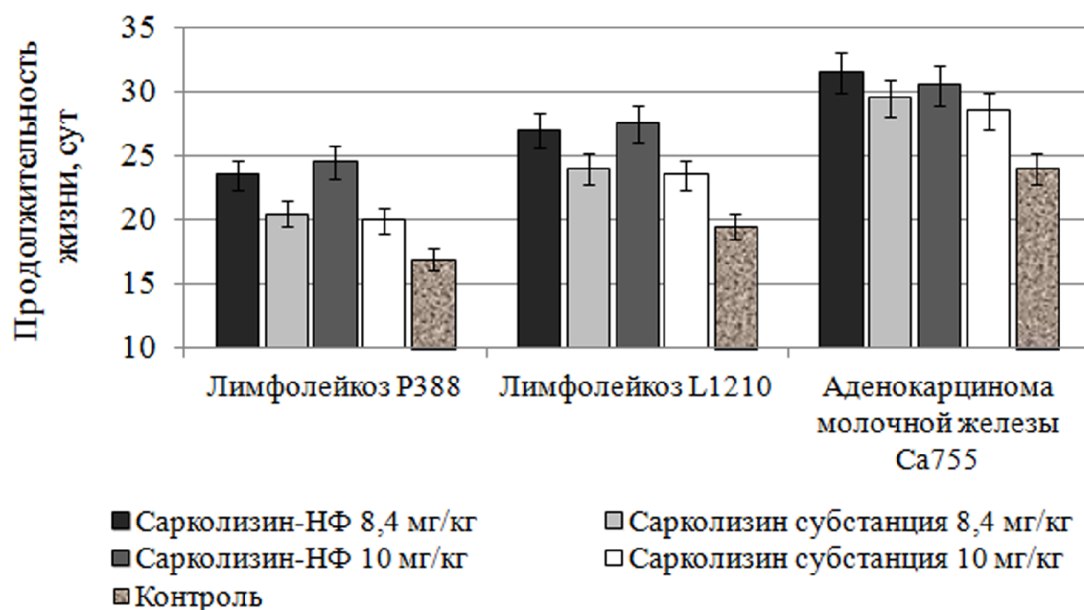 Продолжительность
жизни, сут
35
30
25
20
15
10
Лимфолейкоз P388
Лимфолейкоз L1210
Аденокарцинома
молочной железы
Ca755
Сарколизин-НФ 8,4 мг/кг
Сарколизин субстанция 8,4 мг/кг
Сарколизин-НФ 10 мг/кг
Сарколизин субстанция 10 мг/кг
Контроль